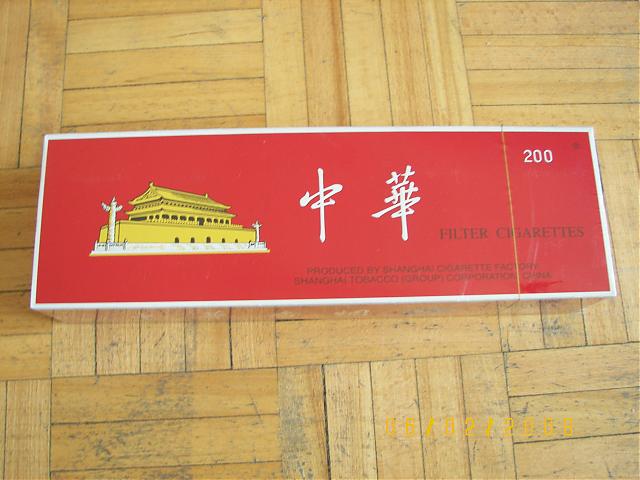 200
中華
FILTER CIGARETTES
PRODUCED BY SHANGHAI CIGARETTE FACTORY
SHANGHAI TOBACCO (GROUP) CORPORATION, CHINA